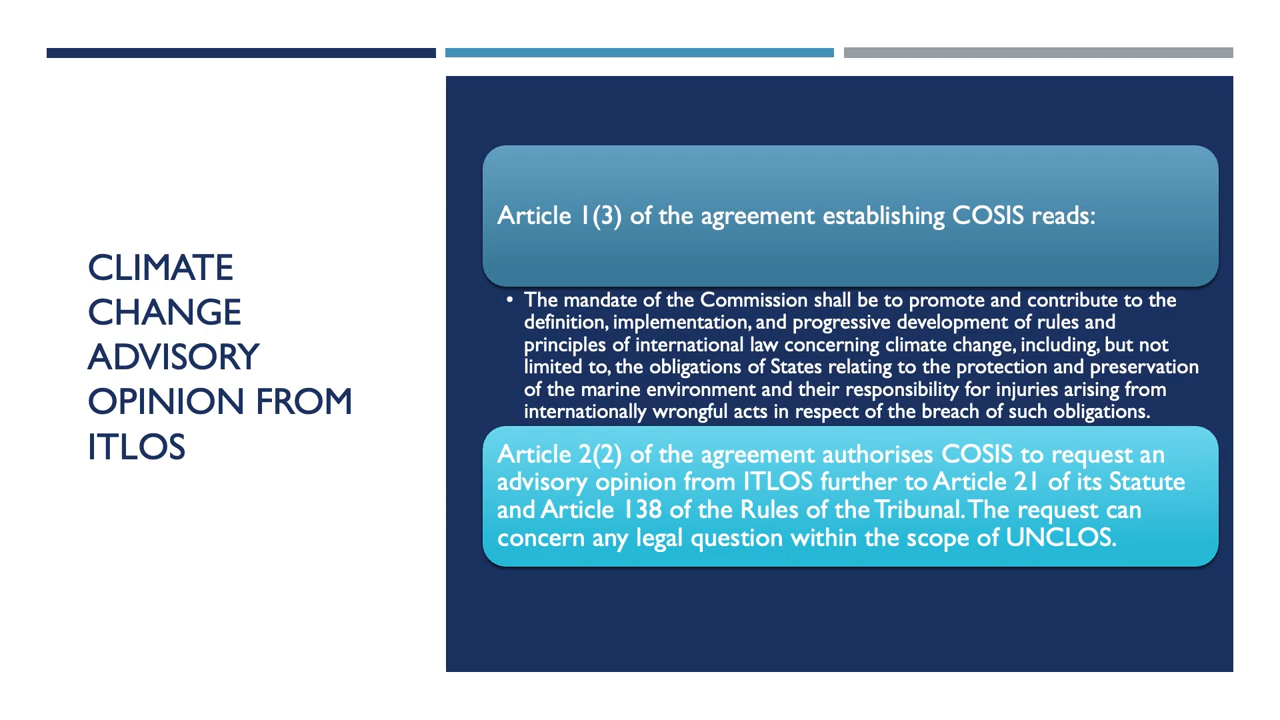 CLIMATE
CHANGE
ADVISORY
OPINION FROM
ITLOS
Article 1(3) of the agreement establishing COSIS reads:
• The mandate of the Commission shall be to promote and contribute to the
definition, implementation, and progressive development of rules and
principles of international law concerning climate change, including, but not
limited to, the obligations of States relating to the protection and preservation
of the marine environment and their responsibility for injuries arising from
internationally wrongful acts in respect of the breach of such obligations.
Article 2(2) of the agreement authorises COSIS to request an
advisory opinion from ITLOS further to Article 21 of its Statute
and Article 138 of the Rules of the Tribunal. The request can
concern any legal question within the scope of UNCLOS.